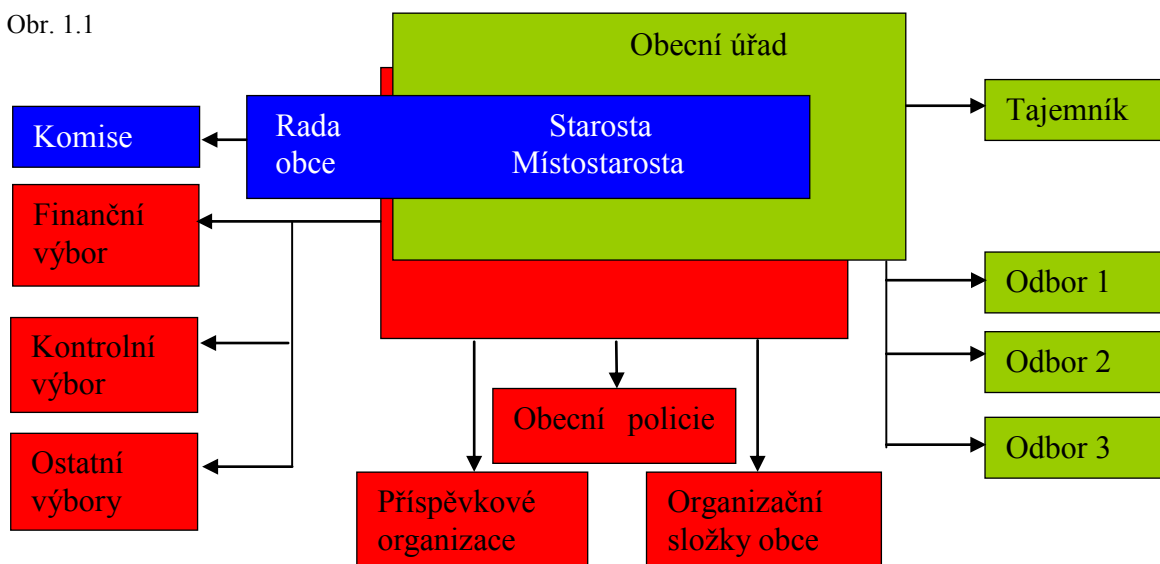 Obr. 1.1
Obecní úřad
Tajemník
Komise
Rada
obce
Starosta
Místostarosta
Finanční
výbor
Odbor 1
Kontrolní
výbor
Odbor 2
Obecní policie
Ostatní
výbory
Odbor 3
Příspěvkové
organizace
Organizační
složky obce